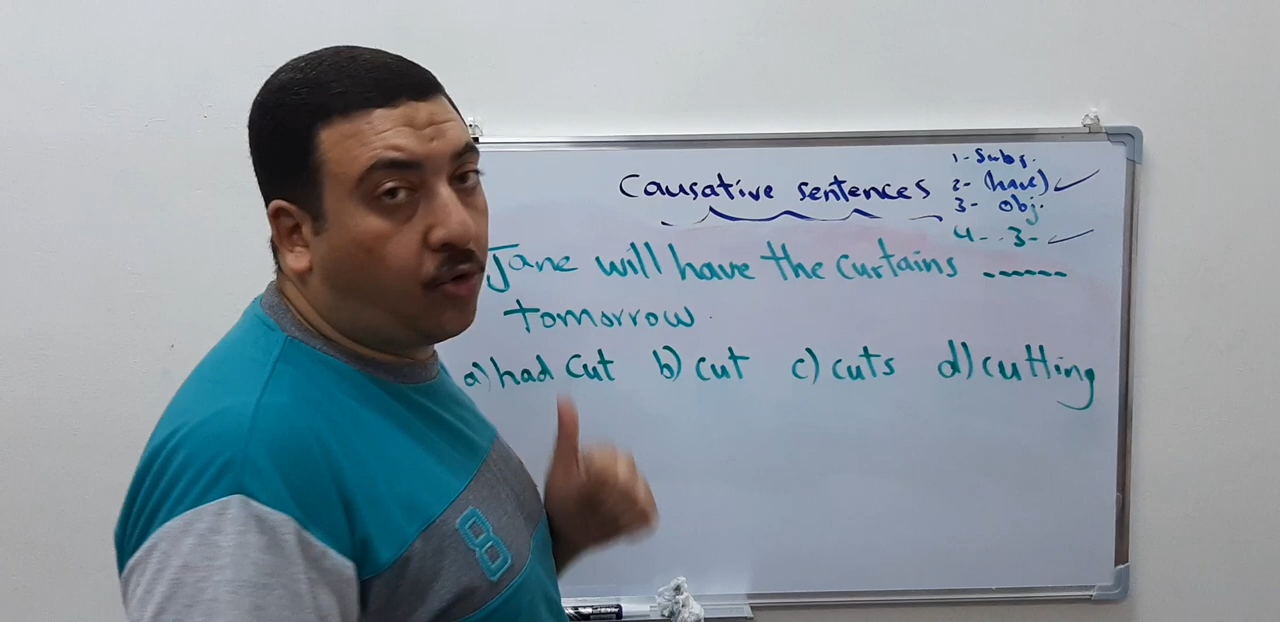 Causative sentences
1- Subj.
2- (have) ✓
3- obj.
4- .3- ✓
Jane will have the curtains ------
tomorrow.
a) had cut b) cut c) cuts d) cutting
8